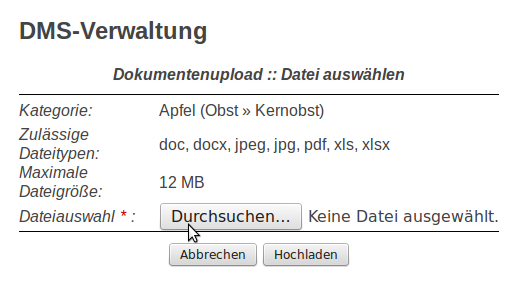 DMS-Verwaltung
Dokumentenupload :: Datei auswählen
Kategorie: Apfel (Obst » Kernobst)
Zulässige
Dateitypen: doc, docx, jpeg, jpg, pdf, xls, xlsx
Maximale
Dateigröße: 12 MB
Dateiauswahl * : Durchsuchen... Keine Datei ausgewählt.
Abbrechen Hochladen